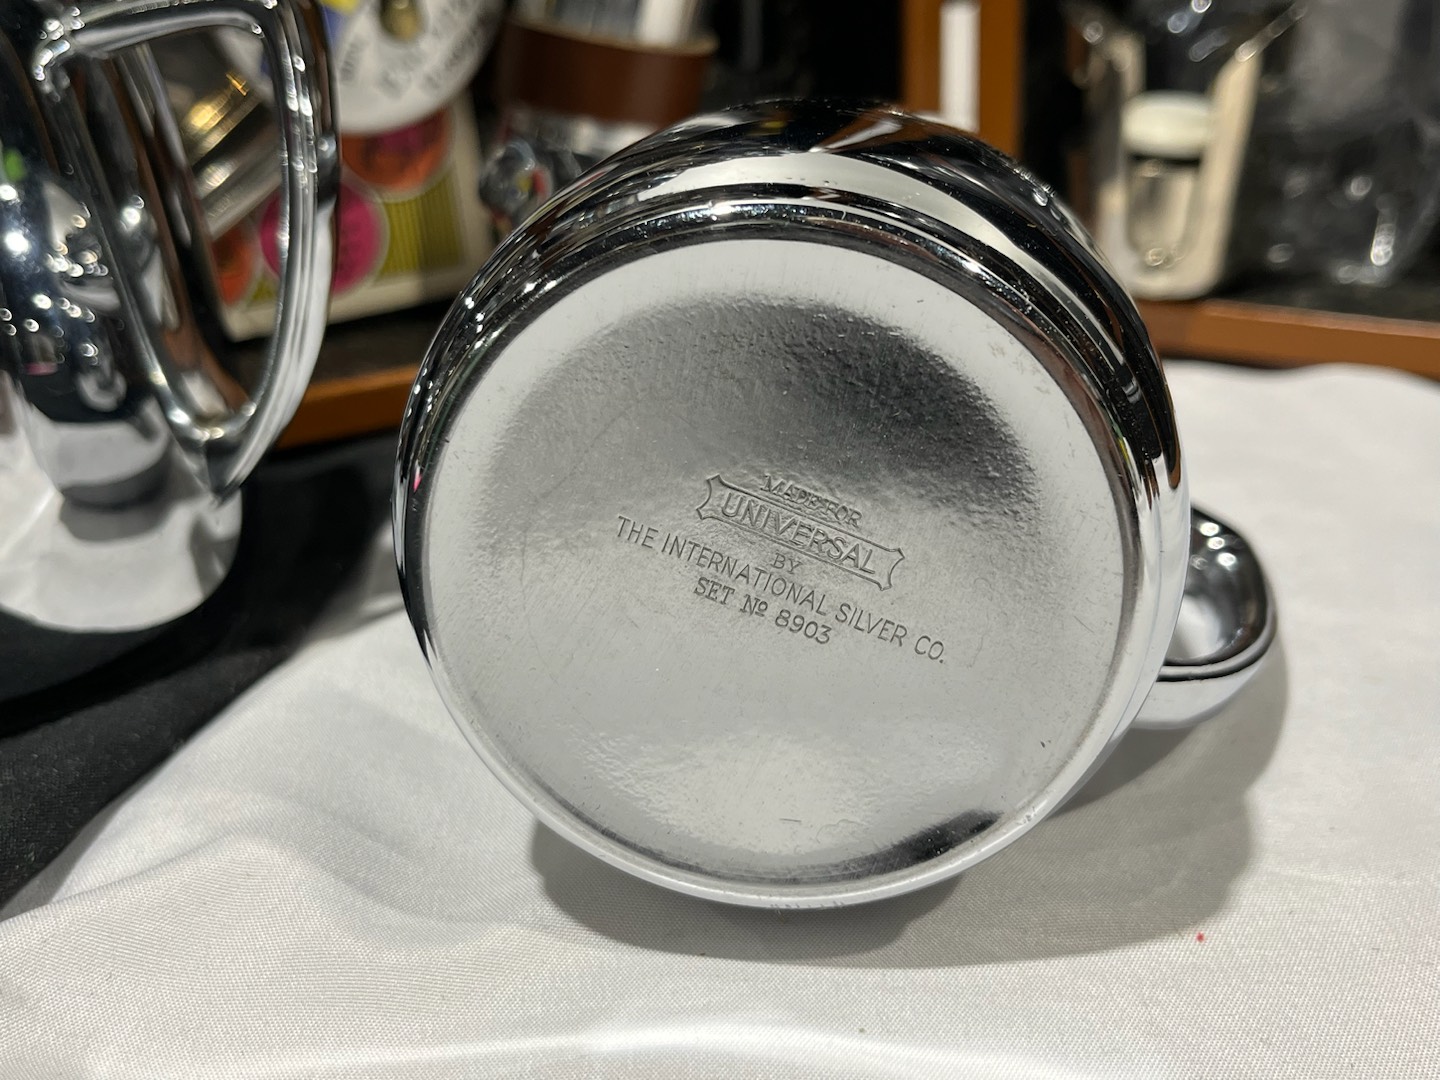 MADE FOR
UNIVERSAL
BY
THE INTERNATIONAL SILVER CO.
SET Nº 8903